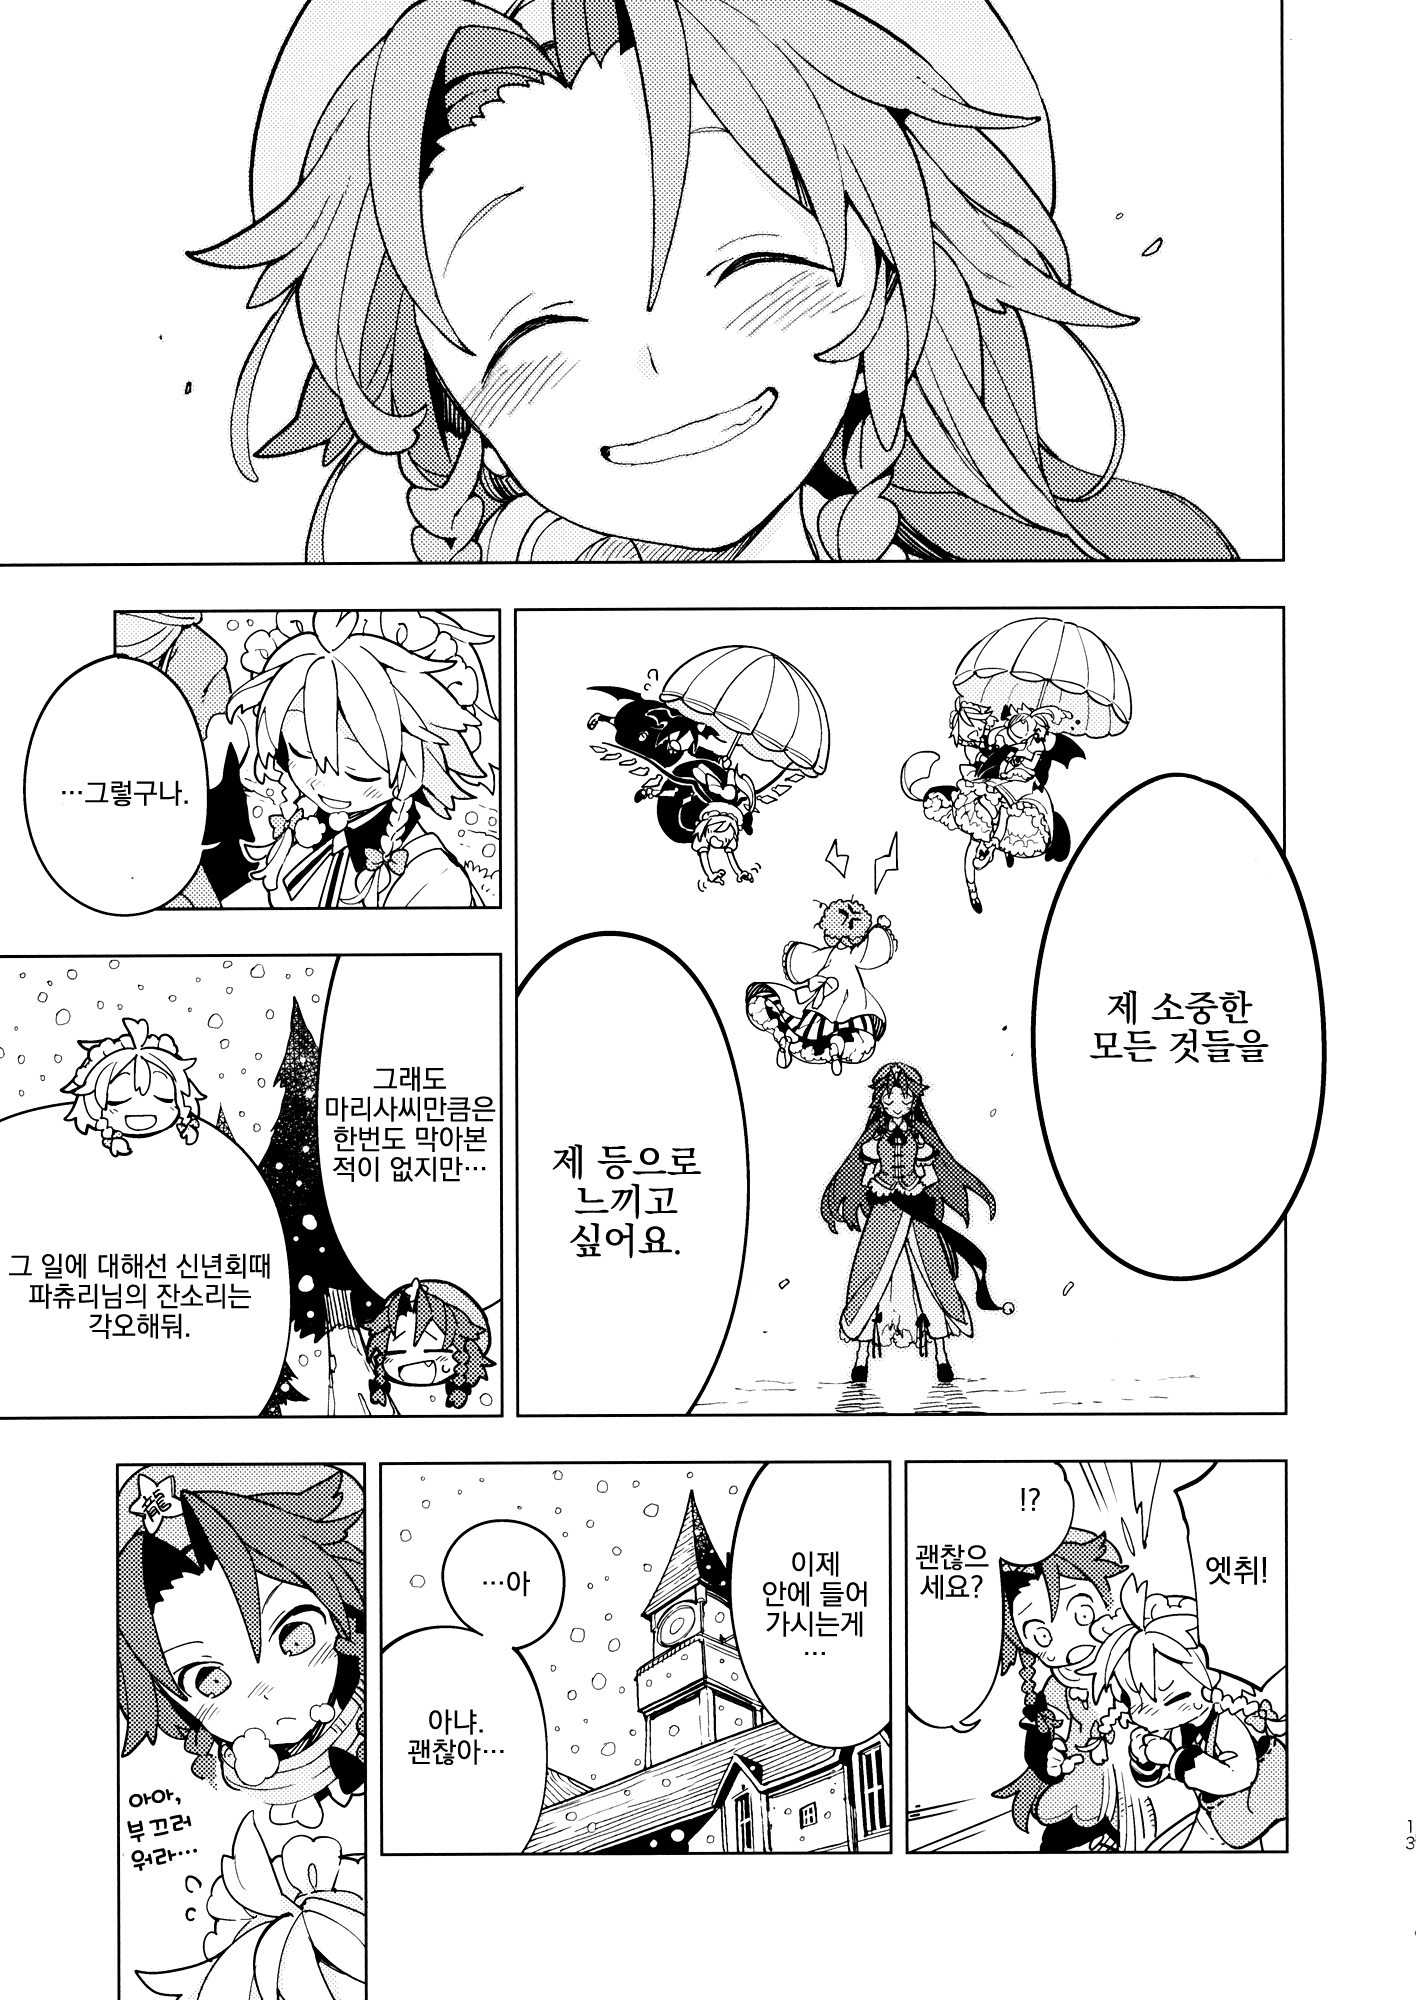 제 소중한
모든 것들을
제 등으로
느끼고
싶어요.
…그렇구나.
그래도
마리사씨만큼은
한번도 막아본
적이 없지만…
그 일에 대해선 신년회때
파츄리님의 잔소리는
각오해둬.
엣취!
!?
괜찮으
세요?
이제
안에 들어
가시는게
…
…아
아냐.
괜찮아…
龍
아아,
부끄러
워라…
13